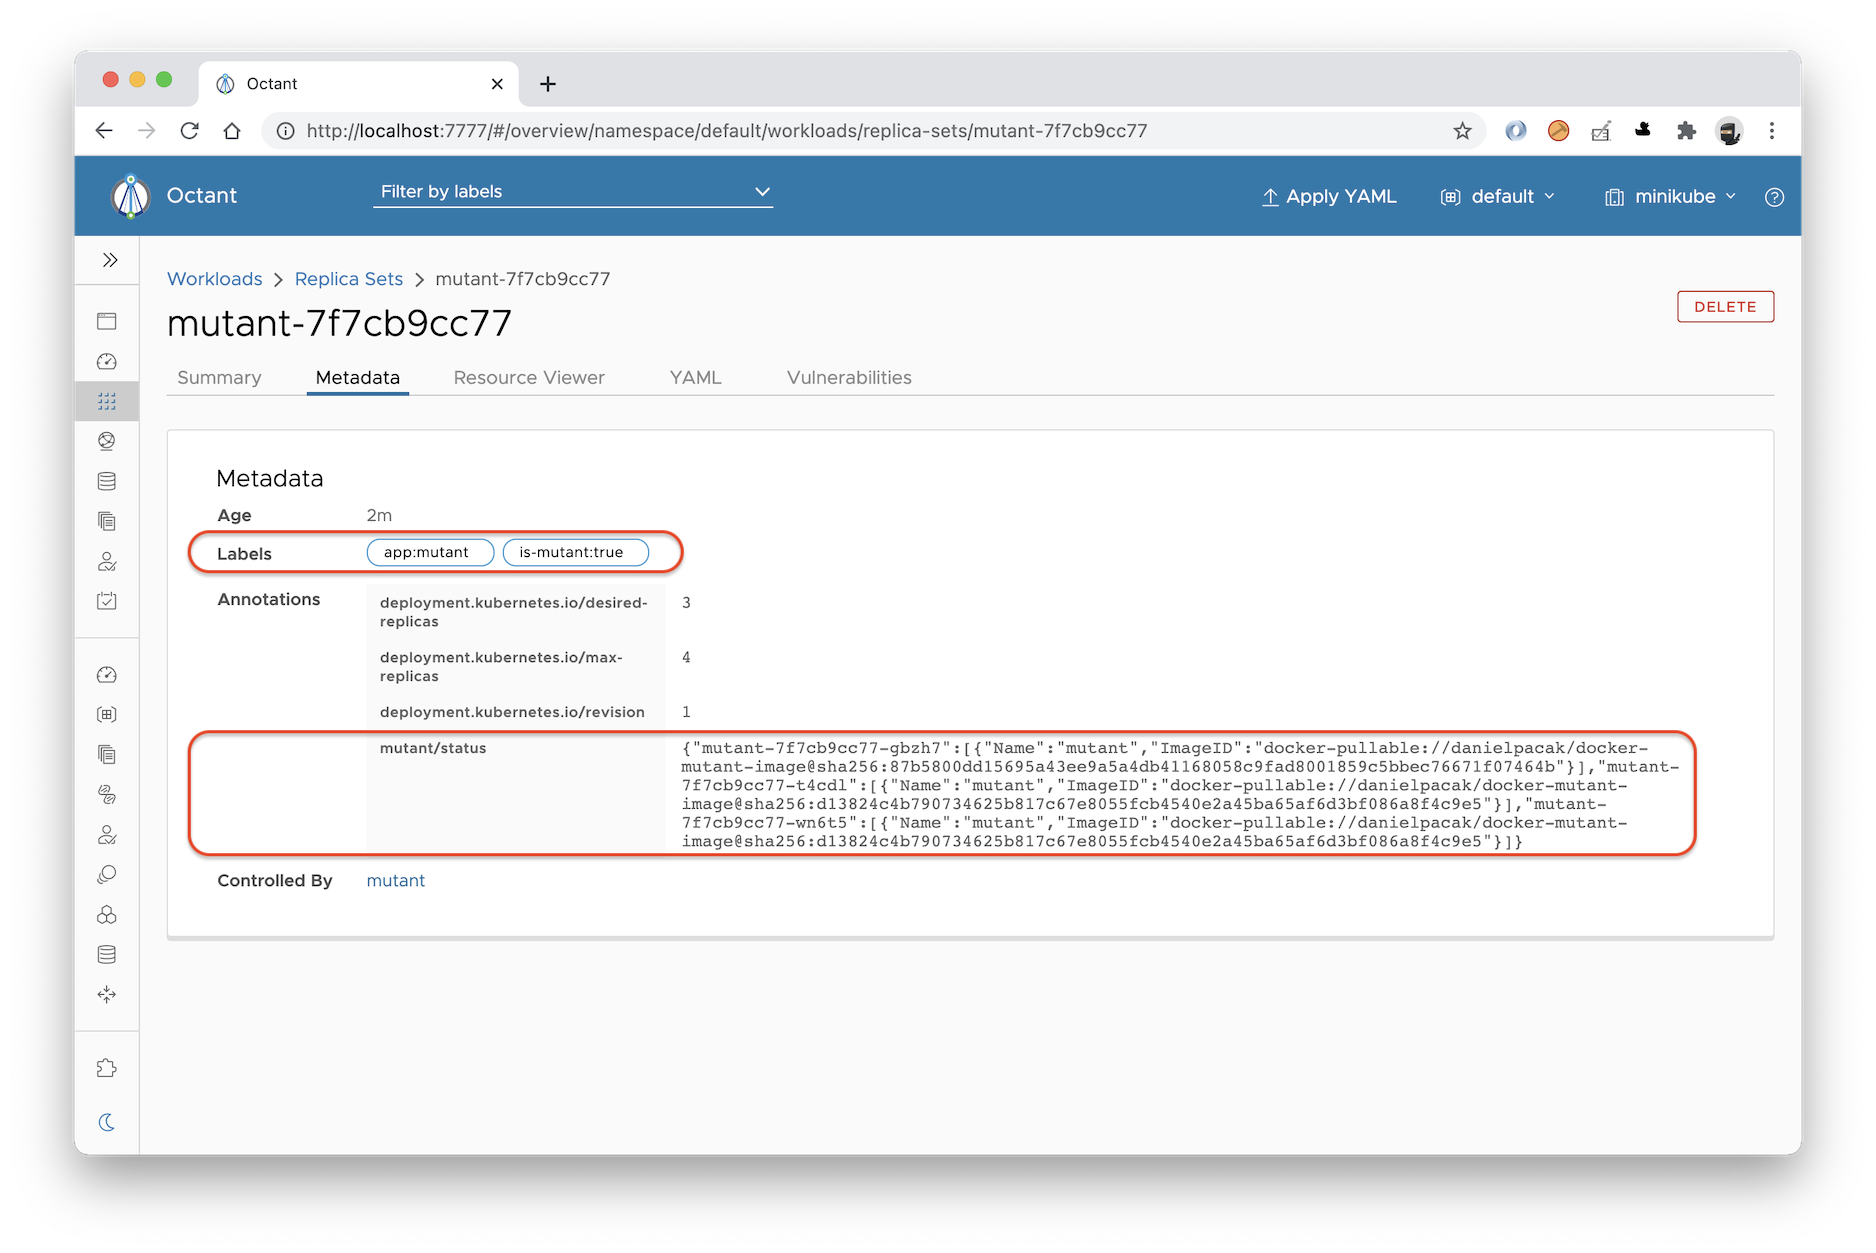 Octant
http://localhost:7777/#/overview/namespace/default/workloads/replica-sets/mutant-7f7cb9cc77
Octant
Filter by labels
Apply YAML
default
minikube
Workloads > Replica Sets > mutant-7f7cb9cc77
mutant-7f7cb9cc77
DELETE
Summary
Metadata
Resource Viewer
YAML
Vulnerabilities
Metadata
Age 2m
Labels app:mutant is-mutant:true
Annotations
deployment.kubernetes.io/desired-
replicas
3
deployment.kubernetes.io/max-
replicas
4
deployment.kubernetes.io/revision 1
mutant/status
{"mutant-7f7cb9cc77-gbzh7":[{"Name":"mutant","ImageID":"docker-pullable://danielpacak/docker-
mutant-image@sha256:87b5800dd15695a43ee9a5a4db41168058c9fad8001859c5bbec76671f07464b"}],"mutant-
7f7cb9cc77-t4cdl":[{"Name":"mutant","ImageID":"docker-pullable://danielpacak/docker-mutant-
image@sha256:d13824c4b790734625b817c67e8055fcb4540e2a45ba65af6d3bf086a8f4c9e5"}],"mutant-
7f7cb9cc77-wn6t5":[{"Name":"mutant","ImageID":"docker-pullable://danielpacak/docker-mutant-
image@sha256:d13824c4b790734625b817c67e8055fcb4540e2a45ba65af6d3bf086a8f4c9e5"}]}
Controlled By mutant